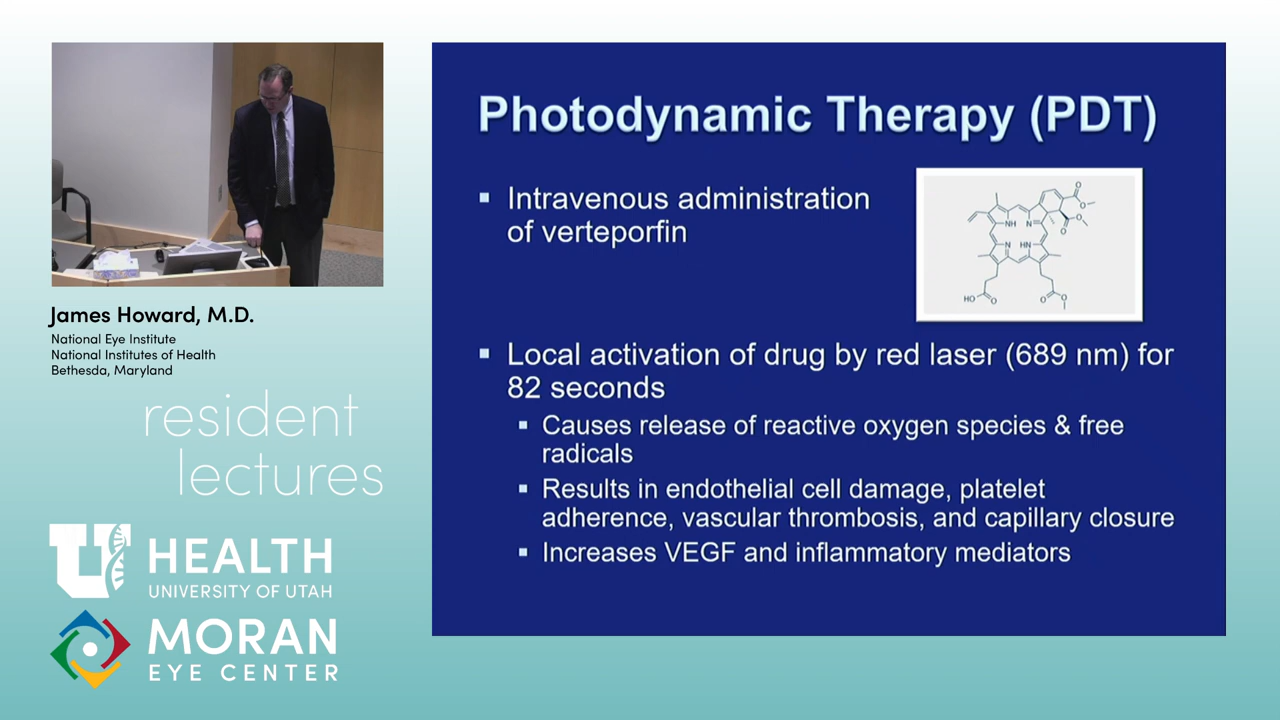 James Howard, M.D.
National Eye Institute
National Institutes of Health
Bethesda, Maryland
resident
lectures
U HEALTH
UNIVERSITY OF UTAH
MORAN
EYE CENTER
Photodynamic Therapy (PDT)
▪ Intravenous administration
of verteporfin
O
O
O
O
NH
N
N
HN
HO
O
O
O
▪ Local activation of drug by red laser (689 nm) for
82 seconds
▪ Causes release of reactive oxygen species & free
radicals
▪ Results in endothelial cell damage, platelet
adherence, vascular thrombosis, and capillary closure
▪ Increases VEGF and inflammatory mediators